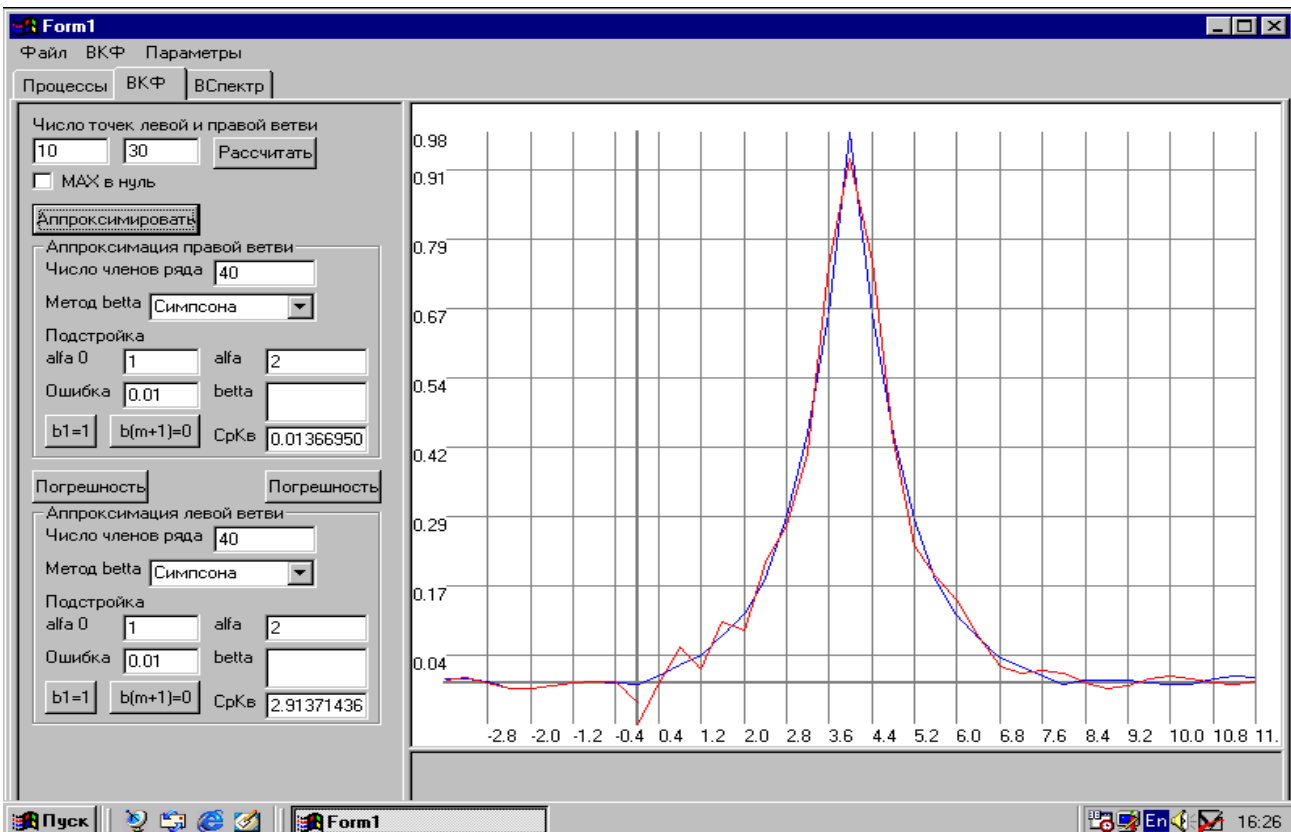 Form1
Файл ВКФ Параметры
Процессы ВКФ ВСпектр
Число точек левой и правой ветви
10 30 Рассчитать
MAX в нуль
Аппроксимировать
Аппроксимация правой ветви
Число членов ряда 40
Метод betta Симпсона
Подстройка
alfa 0 1 alfa 2
Ошибка 0.01 betta
b1=1 b(m+1)=0 СрКв 0.01366950
Погрешность Погрешность
Аппроксимация левой ветви
Число членов ряда 40
Метод betta Симпсона
Подстройка
alfa 0 1 alfa 2
Ошибка 0.01 betta
b1=1 b(m+1)=0 СрКв 2.91371436
0.98
0.91
0.79
0.67
0.54
0.42
0.29
0.17
0.04
-2.8 -2.0 -1.2 -0.4 0.4 1.2 2.0 2.8 3.6 4.4 5.2 6.0 6.8 7.6 8.4 9.2 10.0 10.8 11.
Пуск Form1 En 16:26